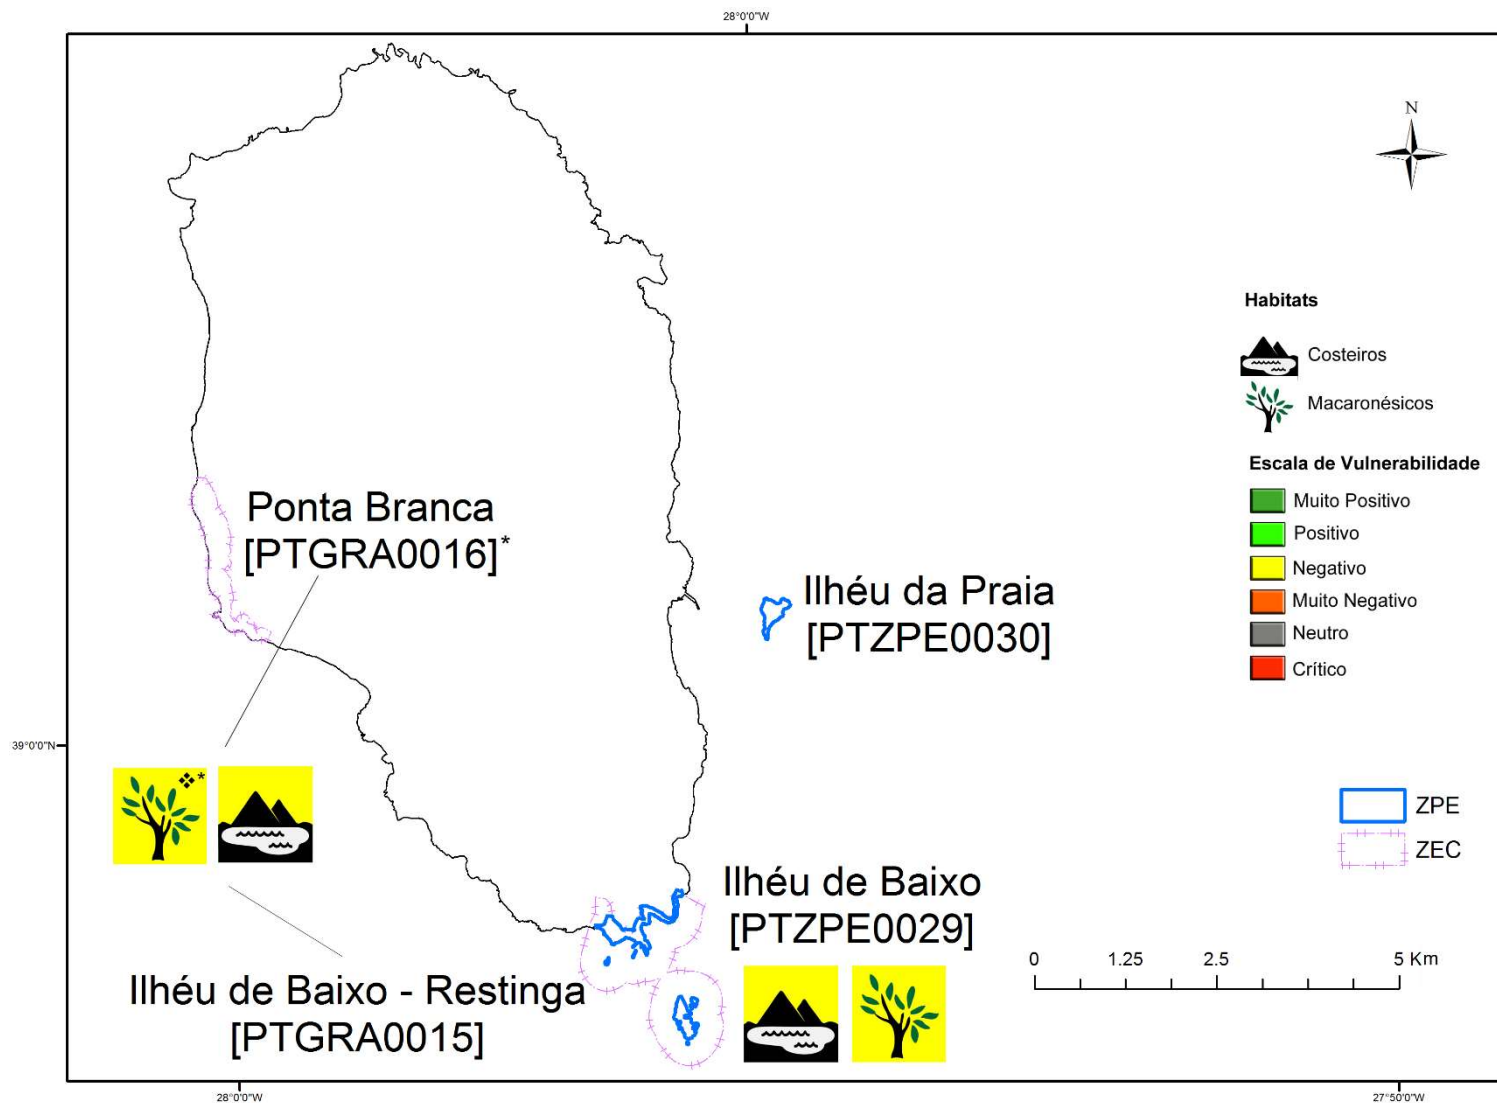 28°0'0"W
N
Habitats
Costeiros
Macaronésicos
Escala de Vulnerabilidade
Muito Positivo
Positivo
Negativo
Muito Negativo
Neutro
Crítico
Ponta Branca
[PTGRA0016]*
Ilhéu da Praia
[PTZPE0030]
39°0'0"N
*
ZPE
ZEC
Ilhéu de Baixo
[PTZPE0029]
Ilhéu de Baixo - Restinga
[PTGRA0015]
0 1.25 2.5 5 Km
28°0'0"W
27°50'0"W